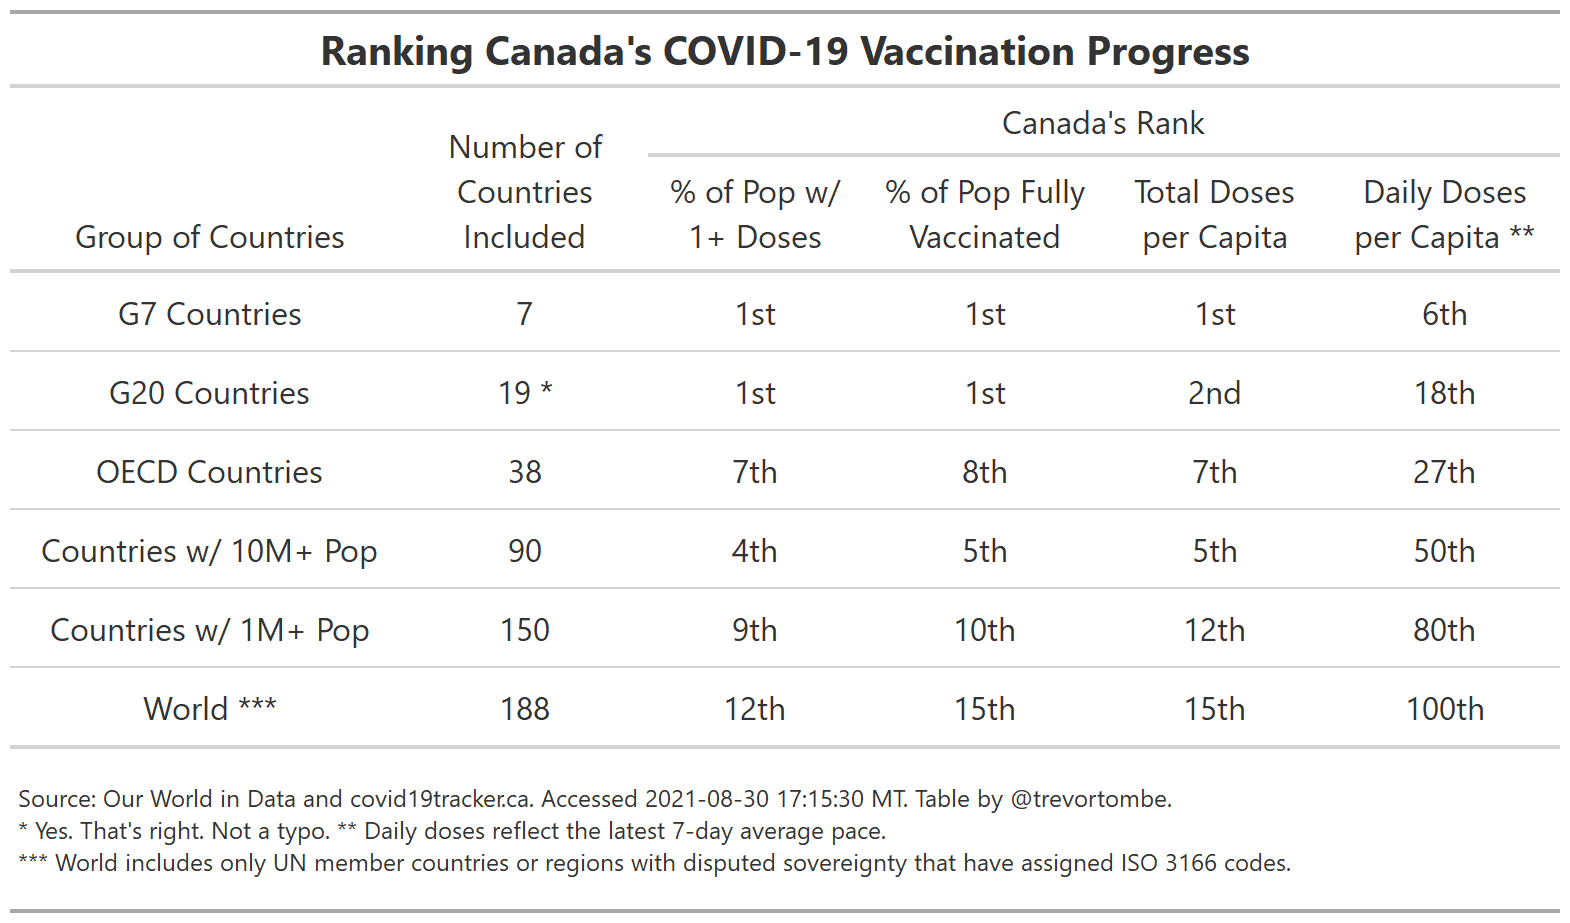 Ranking Canada's COVID-19 Vaccination Progress
Canada's Rank
Number of
Countries
Included
Group of Countries
% of Pop w/
1+ Doses
% of Pop Fully
Vaccinated
Total Doses
per Capita
Daily Doses
per Capita **
G7 Countries 7 1st 1st 1st 6th
G20 Countries 19 * 1st 1st 2nd 18th
OECD Countries 38 7th 8th 7th 27th
Countries w/ 10M+ Pop 90 4th 5th 5th 50th
Countries w/ 1M+ Pop 150 9th 10th 12th 80th
World *** 188 12th 15th 15th 100th
Source: Our World in Data and covid19tracker.ca. Accessed 2021-08-30 17:15:30 MT. Table by @trevortombe.
* Yes. That's right. Not a typo. ** Daily doses reflect the latest 7-day average pace.
*** World includes only UN member countries or regions with disputed sovereignty that have assigned ISO 3166 codes.